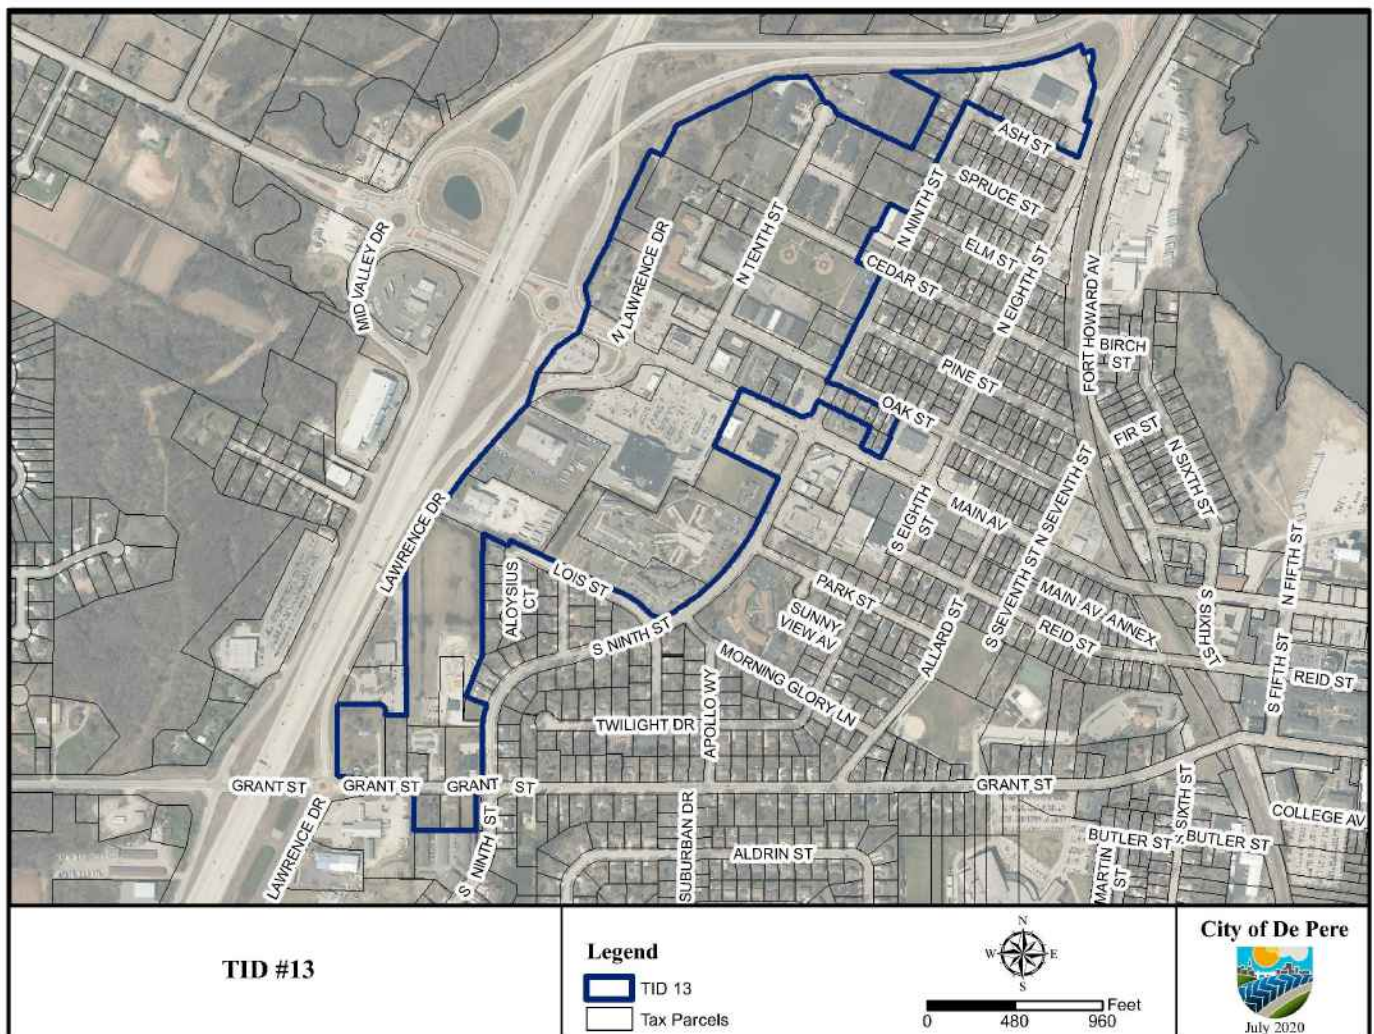 ASH ST
SPRUCE ST
N NINTH ST
ELM ST
N TENTH ST
MID VALLEY DR
N LAWRENCE DR
CEDAR ST
N EIGHTH ST
FORT HOWARD AV
BIRCH
ST
PINE ST
OAK ST
FIR ST
N SIXTH ST
LAWRENCE DR
MAIN AV
S EIGHTH
ST
S SEVENTH ST
N SEVENTH ST
N FIFTH ST
LOIS ST
ALOYSIUS
CT
PARK ST
SUNNY
VIEW AV
ALLARD ST
MAIN AV ANNEX
REID ST
S NINTH ST
MORNING GLORY LN
S FIFTH ST
REID ST
TWILIGHT DR
APOLLO WY
GRANT ST
GRANT ST
GRANT
ST
GRANT ST
LAWRENCE DR
S NINTH ST
SUBURBAN DR
ALDRIN ST
BUTLER ST
MARTIN
ST
BUTLER ST
COLLEGE AV
TID #13
Legend
TID 13
Tax Parcels
N
W
E
S
Feet
0
480
960
City of De Pere
July 2020